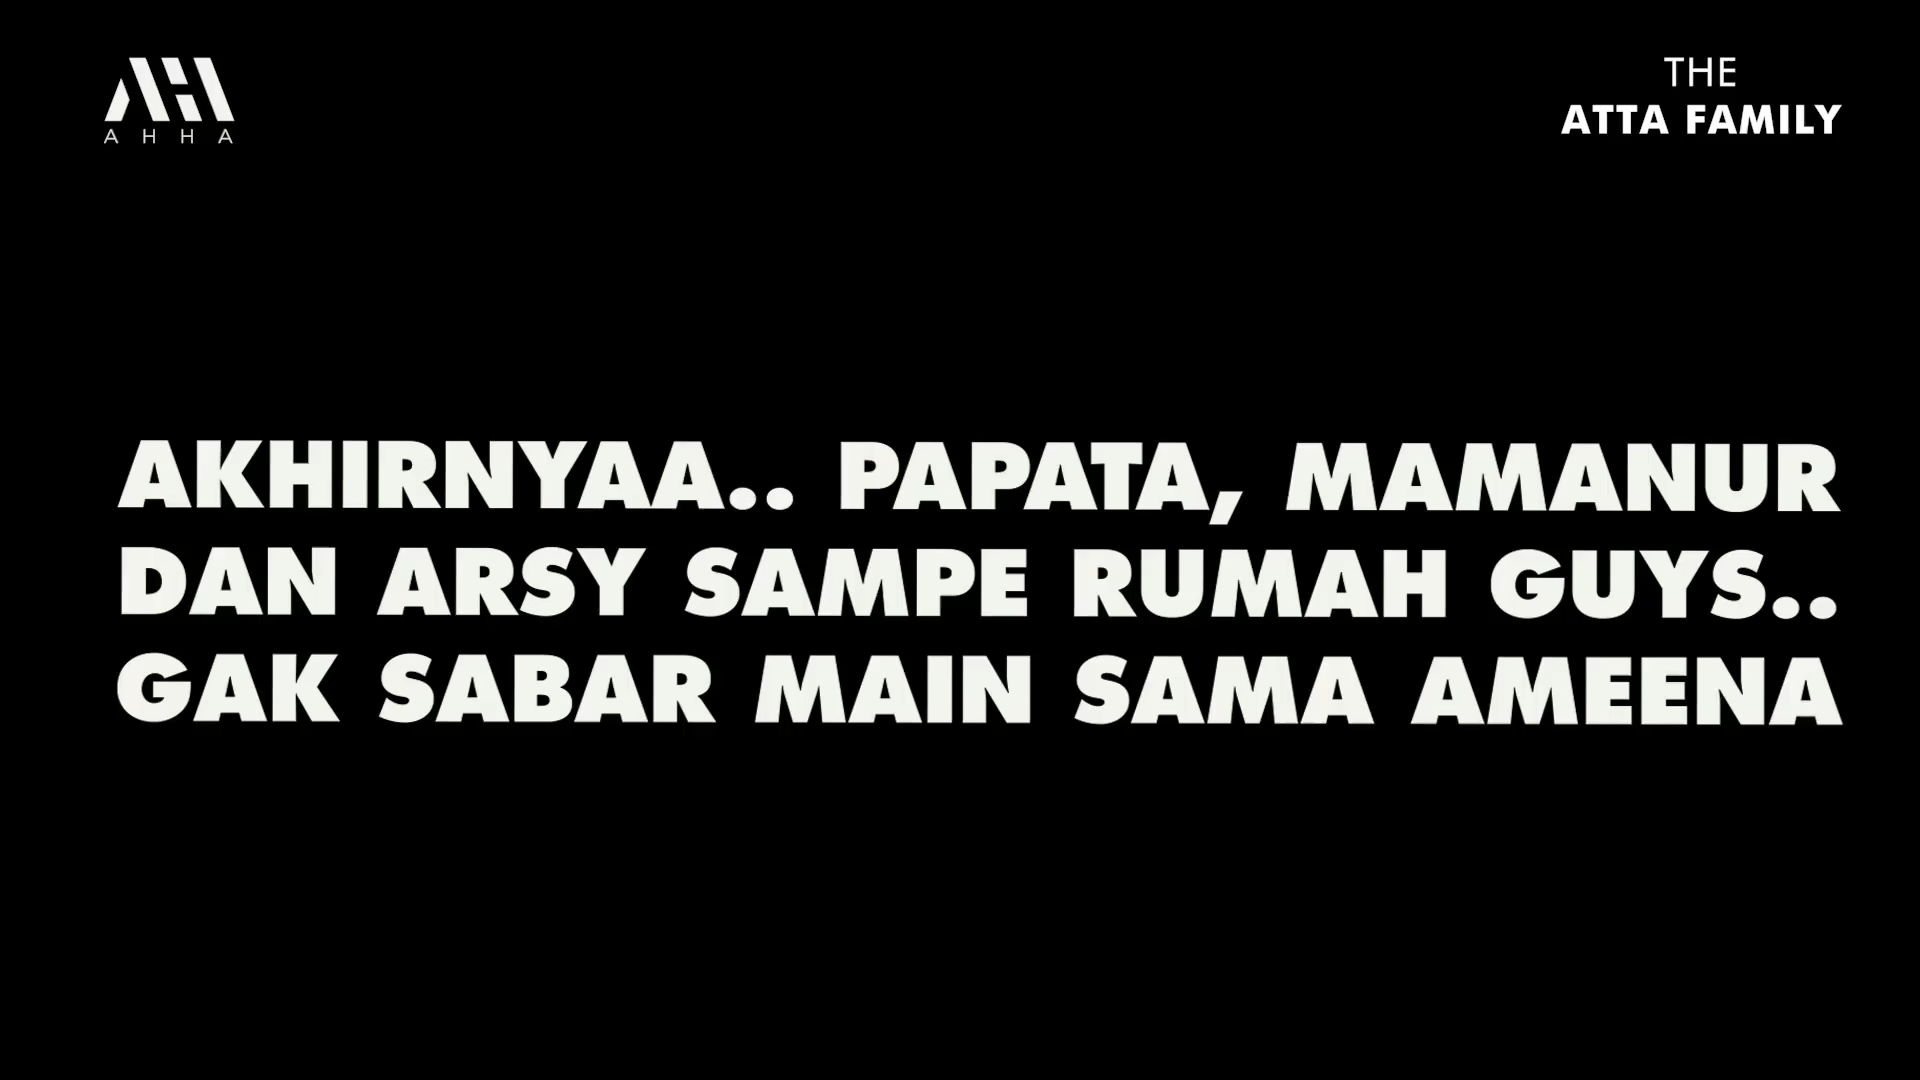 AHHA
THE
ATTA FAMILY
AKHIRNYAA.. PAPATA, MAMANUR
DAN ARSY SAMPE RUMAH GUYS..
GAK SABAR MAIN SAMA AMEENA